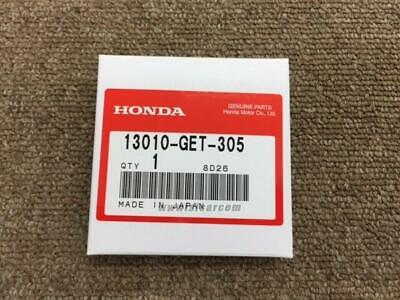 HONDA
GENUINE PARTS
Honda Motor Co., Ltd.
13010-GET-305
QTY 1 8D26
MADE IN JAPAN